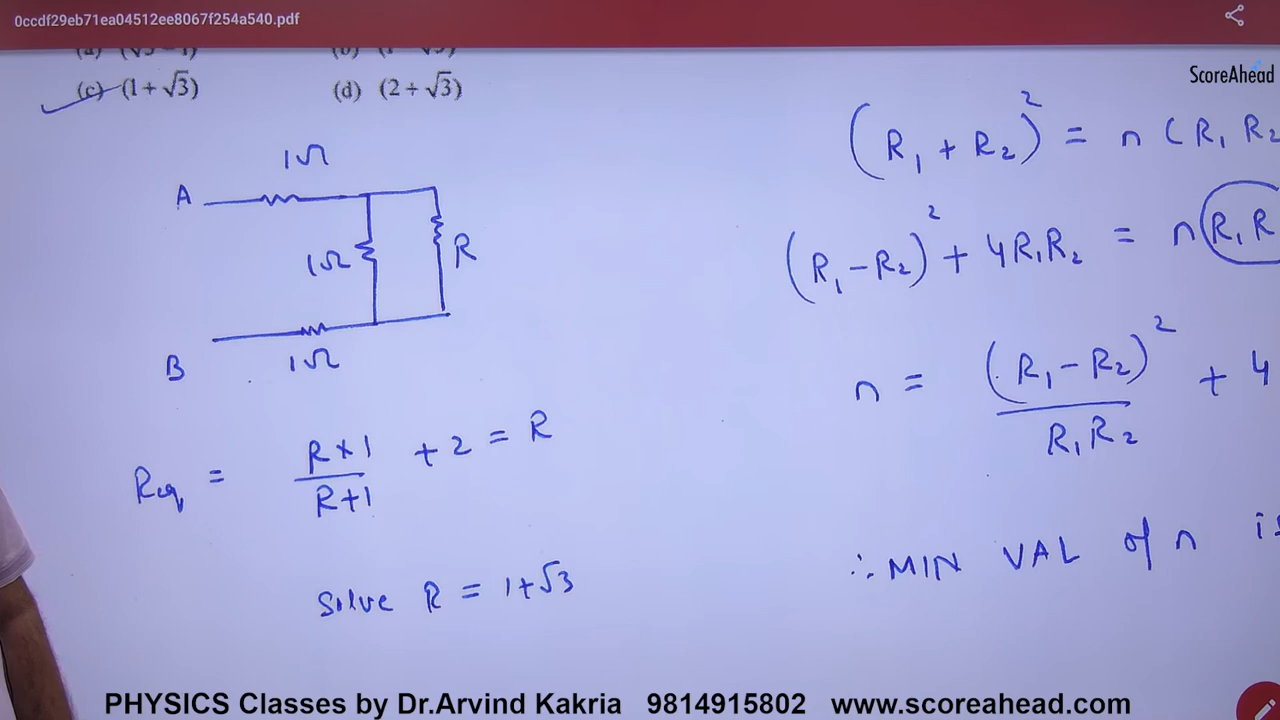 0ccdf29eb71ea04512ee8067f254a540.pdf
ScoreAhead
(c) (1 + √3)
(d) (2 + √3)
1Ω
A
1Ω
R
B
1Ω
Req = R×1/R+1 + 2 = R
Solve R = 1+√3
(R₁ + R₂)² = n (R₁ R₂
(R₁ – R₂)² + 4R₁R₂ = n(R₁ R
n = (R₁ – R₂)²/R₁R₂ + 4
∴ MIN VAL of n is
PHYSICS Classes by Dr.Arvind Kakria 9814915802 www.scoreahead.com